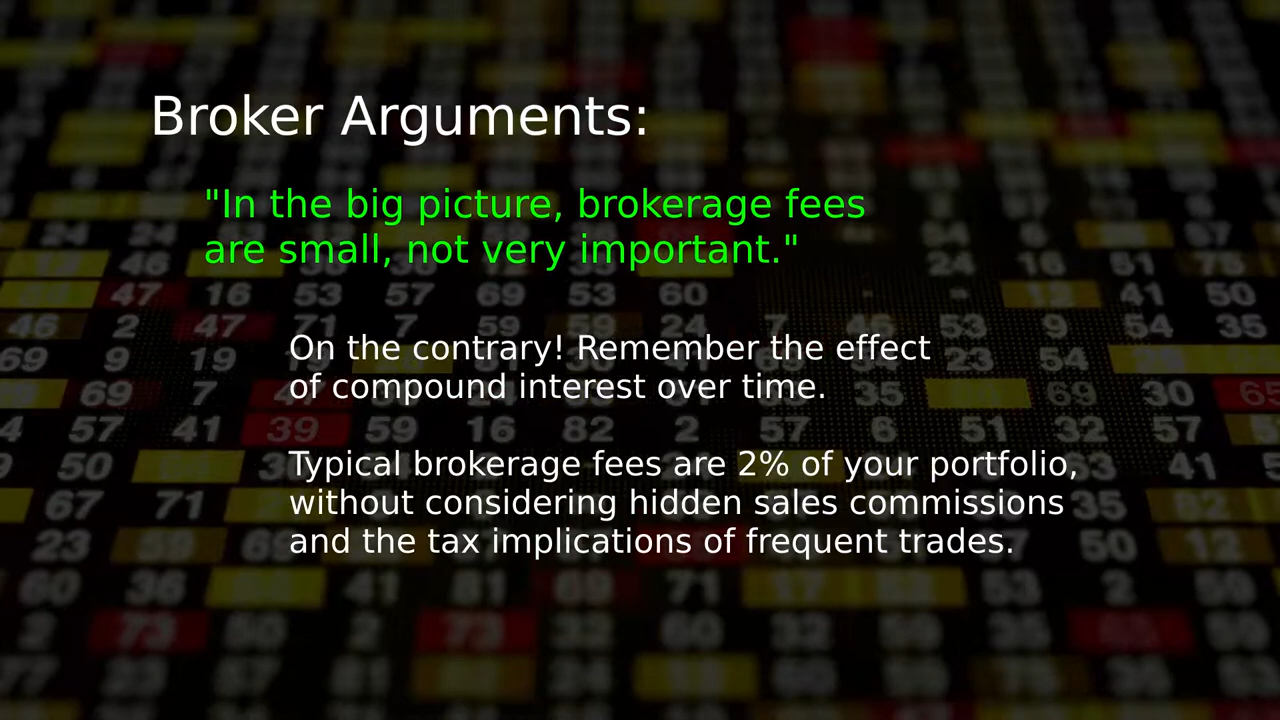 Broker Arguments:
"In the big picture, brokerage fees
are small, not very important."
On the contrary! Remember the effect
of compound interest over time.
Typical brokerage fees are 2% of your portfolio,
without considering hidden sales commissions
and the tax implications of frequent trades.